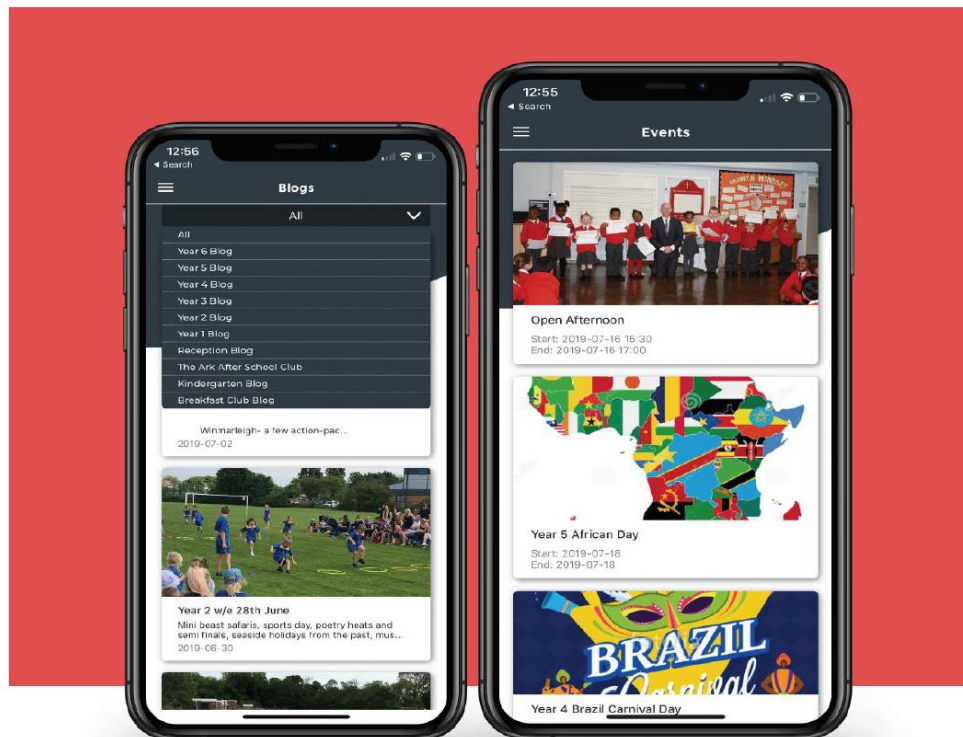 12:56
Search
Blogs
All
All
Year 6 Blog
Year 5 Blog
Year 4 Blog
Year 3 Blog
Year 2 Blog
Year 1 Blog
Reception Blog
The Ark After School Club
Kindergarten Blog
Breakfast Club Blog
Winmarleigh- a few action-pac...
2019-07-02
Year 2 w/e 28th June
Mini beast safaris, sports day, poetry heats and
semi finals, seaside holidays from the past, mus...
2019-06-30
12:55
Search
Events
GROWTH MINDSET
Open Afternoon
Start: 2019-07-16 15:30
End: 2019-07-16 17:00
Year 5 African Day
Start: 2019-07-18
End: 2019-07-18
BRAZIL
Carnival
Year 4 Brazil Carnival Day